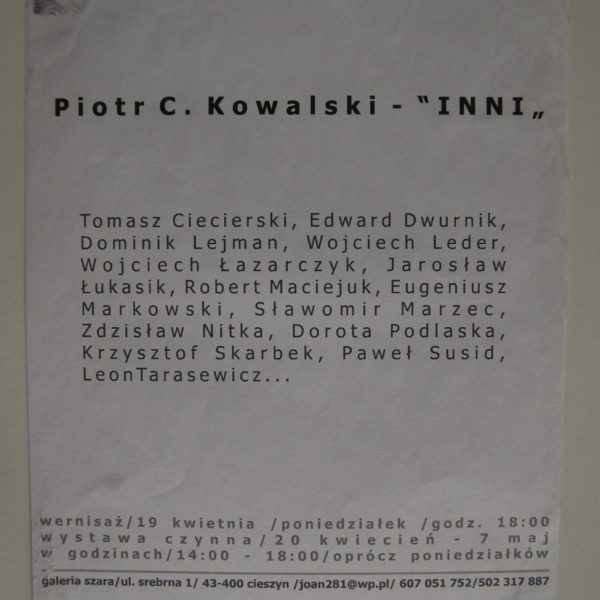 Piotr C. Kowalski - "INNI„
Tomasz Ciecierski, Edward Dwurnik,
Dominik Lejman, Wojciech Leder,
Wojciech Łazarczyk, Jarosław
Łukasik, Robert Maciejuk, Eugeniusz
Markowski, Sławomir Marzec,
Zdzisław Nitka, Dorota Podlaska,
Krzysztof Skarbek, Paweł Susid,
LeonTarasewicz...
wernisaż/19 kwietnia /poniedziałek /godz. 18:00
wystawa czynna/20 kwiecień - 7 maj
w godzinach/14:00 - 18:00/oprócz poniedziałków
galeria szara/ul. srebrna 1/ 43-400 cieszyn /joan281@wp.pl/ 607 051 752/502 317 887